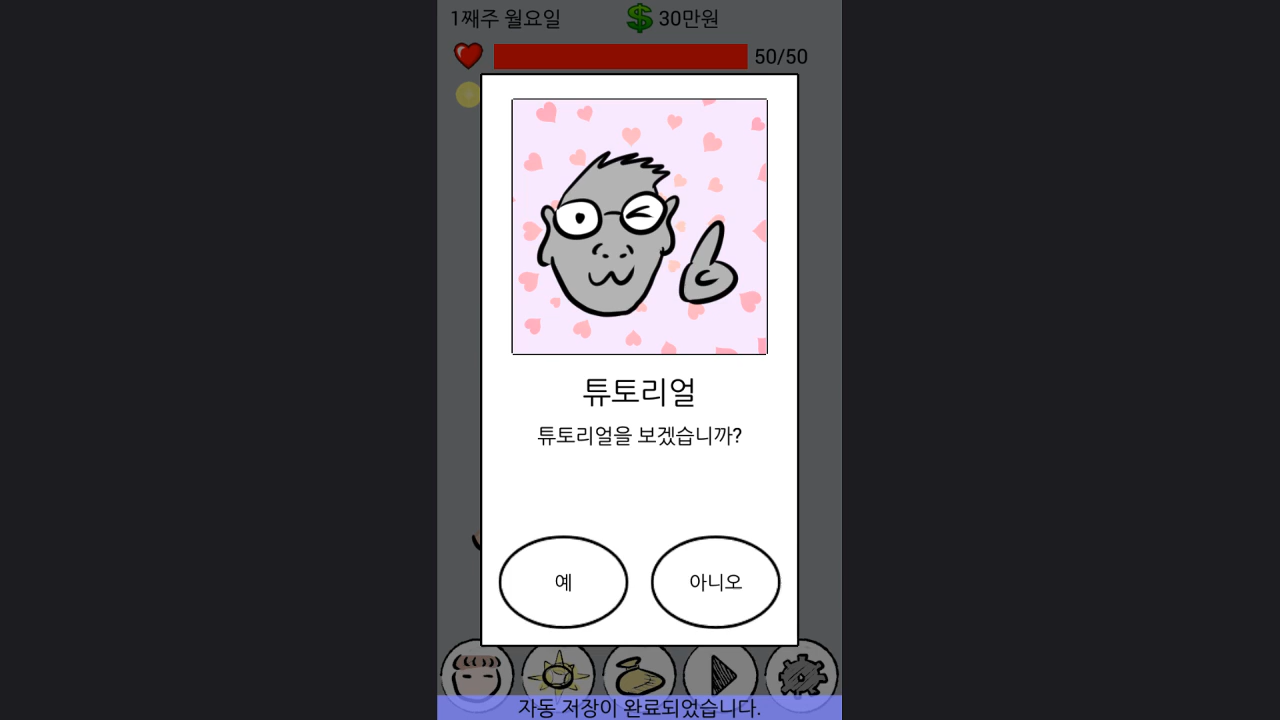 1째주 월요일
30만원
50/50
튜토리얼
튜토리얼을 보겠습니까?
예
아니오
자동 저장이 완료되었습니다.